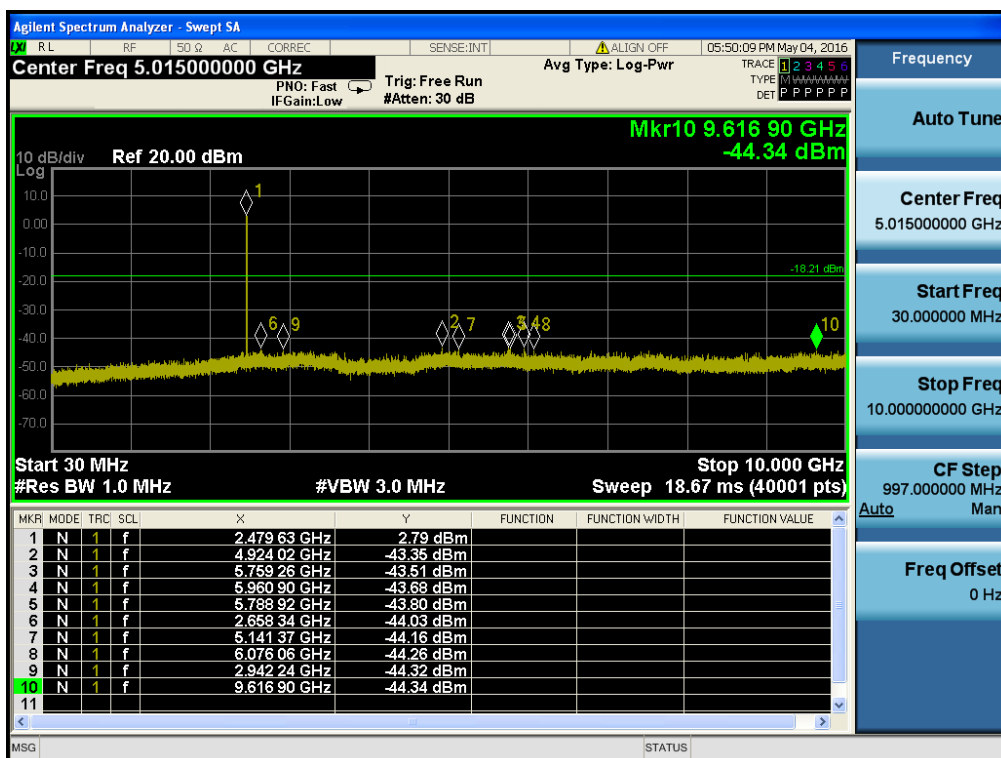 Agilent Spectrum Analyzer - Swept SA
LXI RL RF 50 Ω AC CORREC SENSE:INT ALIGN OFF 05:50:09 PM May 04, 2016
Center Freq 5.015000000 GHz Avg Type: Log-Pwr TRACE 1 2 3 4 5 6
PNO: Fast Trig: Free Run TYPE
IFGain:Low #Atten: 30 dB DET P P P P P P
Frequency
Auto Tune
Center Freq
5.015000000 GHz
Start Freq
30.000000 MHz
Stop Freq
10.000000000 GHz
CF Step
997.000000 MHz
Auto Man
Freq Offset
0 Hz
Mkr10 9.616 90 GHz
-44.34 dBm
10 dB/div Ref 20.00 dBm
Log
10.0
0.00
-10.0
-20.0
-30.0
-40.0
-50.0
-60.0
-70.0
-18.21 dBm
1
6 9 2 7 4 8 10
Start 30 MHz Stop 10.000 GHz
#Res BW 1.0 MHz #VBW 3.0 MHz Sweep 18.67 ms (40001 pts)
MKR MODE TRC SCL X Y FUNCTION FUNCTION WIDTH FUNCTION VALUE
1 N 1 f 2.479 63 GHz 2.79 dBm
2 N 1 f 4.924 02 GHz -43.35 dBm
3 N 1 f 5.759 26 GHz -43.51 dBm
4 N 1 f 5.960 90 GHz -43.68 dBm
5 N 1 f 5.788 92 GHz -43.80 dBm
6 N 1 f 2.658 34 GHz -44.03 dBm
7 N 1 f 5.141 37 GHz -44.16 dBm
8 N 1 f 6.076 06 GHz -44.26 dBm
9 N 1 f 2.942 24 GHz -44.32 dBm
10 N 1 f 9.616 90 GHz -44.34 dBm
11
MSG STATUS